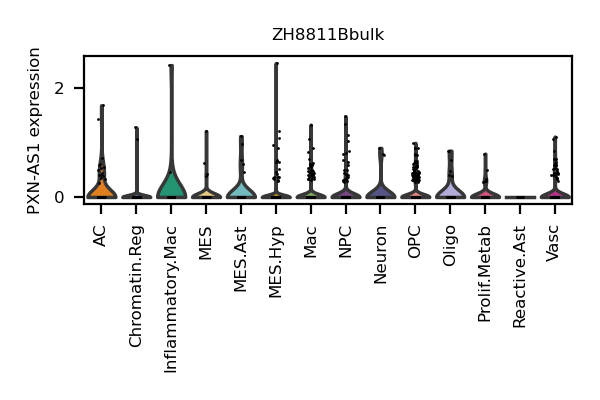 ZH8811Bbulk
PXN-AS1 expression
2
0
AC
Chromatin.Reg
Inflammatory.Mac
MES
MES.Ast
MES.Hyp
Mac
NPC
Neuron
OPC
Oligo
Prolif.Metab
Reactive.Ast
Vasc